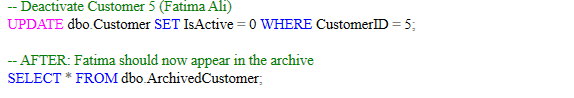 -- Deactivate Customer 5 (Fatima Ali)
UPDATE dbo.Customer SET IsActive = 0 WHERE CustomerID = 5;
-- AFTER: Fatima should now appear in the archive
SELECT * FROM dbo.ArchivedCustomer;